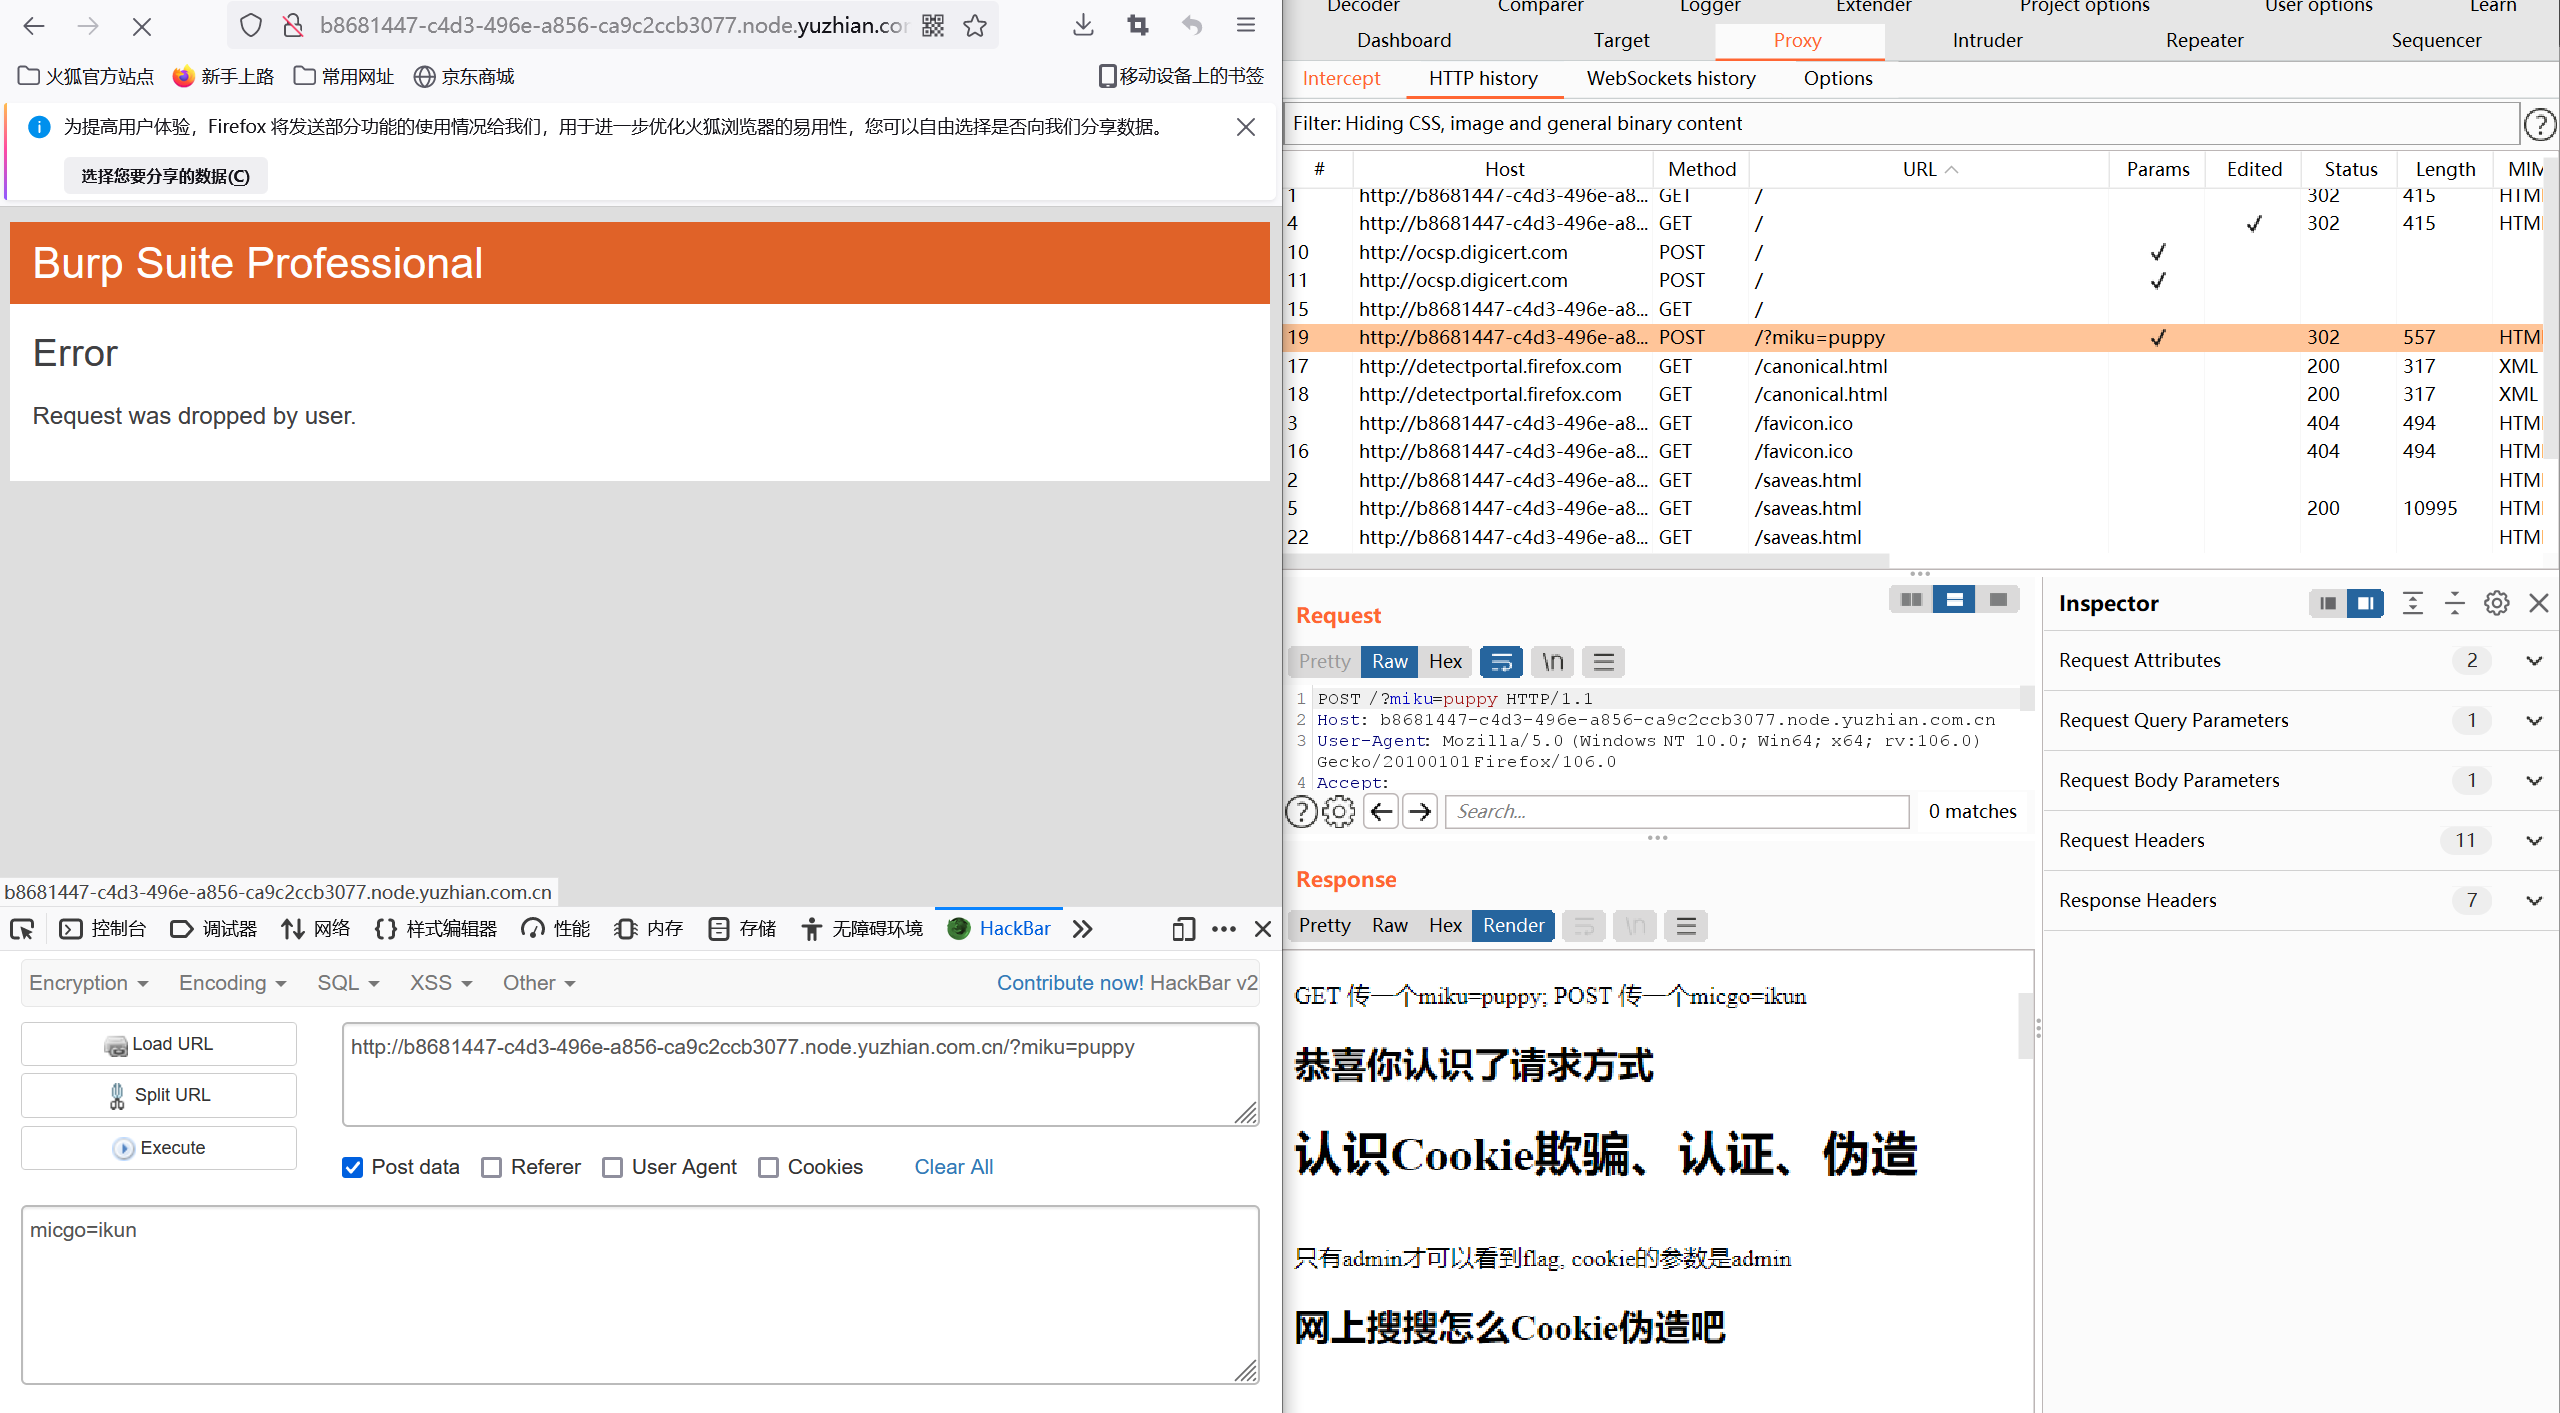 b8681447-c4d3-496e-a856-ca9c2ccb3077.node.yuzhian.co
火狐官方站点 新手上路 常用网址 京东商城 移动设备上的书签
为提高用户体验，Firefox 将发送部分功能的使用情况给我们，用于进一步优化火狐浏览器的易用性，您可以自由选择是否向我们分享数据。
选择您要分享的数据(C)
Burp Suite Professional
Error
Request was dropped by user.
b8681447-c4d3-496e-a856-ca9c2ccb3077.node.yuzhian.com.cn
控制台 调试器 网络 样式编辑器 性能 内存 存储 无障碍环境 HackBar
Encryption Encoding SQL XSS Other Contribute now! HackBar v2
Load URL
Split URL
Execute
http://b8681447-c4d3-496e-a856-ca9c2ccb3077.node.yuzhian.com.cn/?miku=puppy
Post data Referer User Agent Cookies Clear All
micgo=ikun
Decoder Comparer Logger Extender Project options User options Learn
Dashboard Target Proxy Intruder Repeater Sequencer
Intercept HTTP history WebSockets history Options
Filter: Hiding CSS, image and general binary content ?
# Host Method URL Params Edited Status Length MIM
1 http://b8681447-c4d3-496e-a8... GET / 302 415 HTM
4 http://b8681447-c4d3-496e-a8... GET / ✓ 302 415 HTM
10 http://ocsp.digicert.com POST / ✓
11 http://ocsp.digicert.com POST / ✓
15 http://b8681447-c4d3-496e-a8... GET /
19 http://b8681447-c4d3-496e-a8... POST /?miku=puppy ✓ 302 557 HTM
17 http://detectportal.firefox.com GET /canonical.html 200 317 XML
18 http://detectportal.firefox.com GET /canonical.html 200 317 XML
3 http://b8681447-c4d3-496e-a8... GET /favicon.ico 404 494 HTM
16 http://b8681447-c4d3-496e-a8... GET /favicon.ico 404 494 HTM
2 http://b8681447-c4d3-496e-a8... GET /saveas.html HTM
5 http://b8681447-c4d3-496e-a8... GET /saveas.html 200 10995 HTM
22 http://b8681447-c4d3-496e-a8... GET /saveas.html HTM
Request
Pretty Raw Hex \n
1 POST /?miku=puppy HTTP/1.1
2 Host: b8681447-c4d3-496e-a856-ca9c2ccb3077.node.yuzhian.com.cn
3 User-Agent: Mozilla/5.0 (Windows NT 10.0; Win64; x64; rv:106.0)
Gecko/20100101 Firefox/106.0
4 Accept:
? Search... 0 matches
Response
Pretty Raw Hex Render \n
GET 传一个miku=puppy; POST 传一个micgo=ikun
恭喜你认识了请求方式
认识Cookie欺骗、认证、伪造
只有admin才可以看到flag, cookie的参数是admin
网上搜搜怎么Cookie伪造吧
Inspector
Request Attributes 2
Request Query Parameters 1
Request Body Parameters 1
Request Headers 11
Response Headers 7